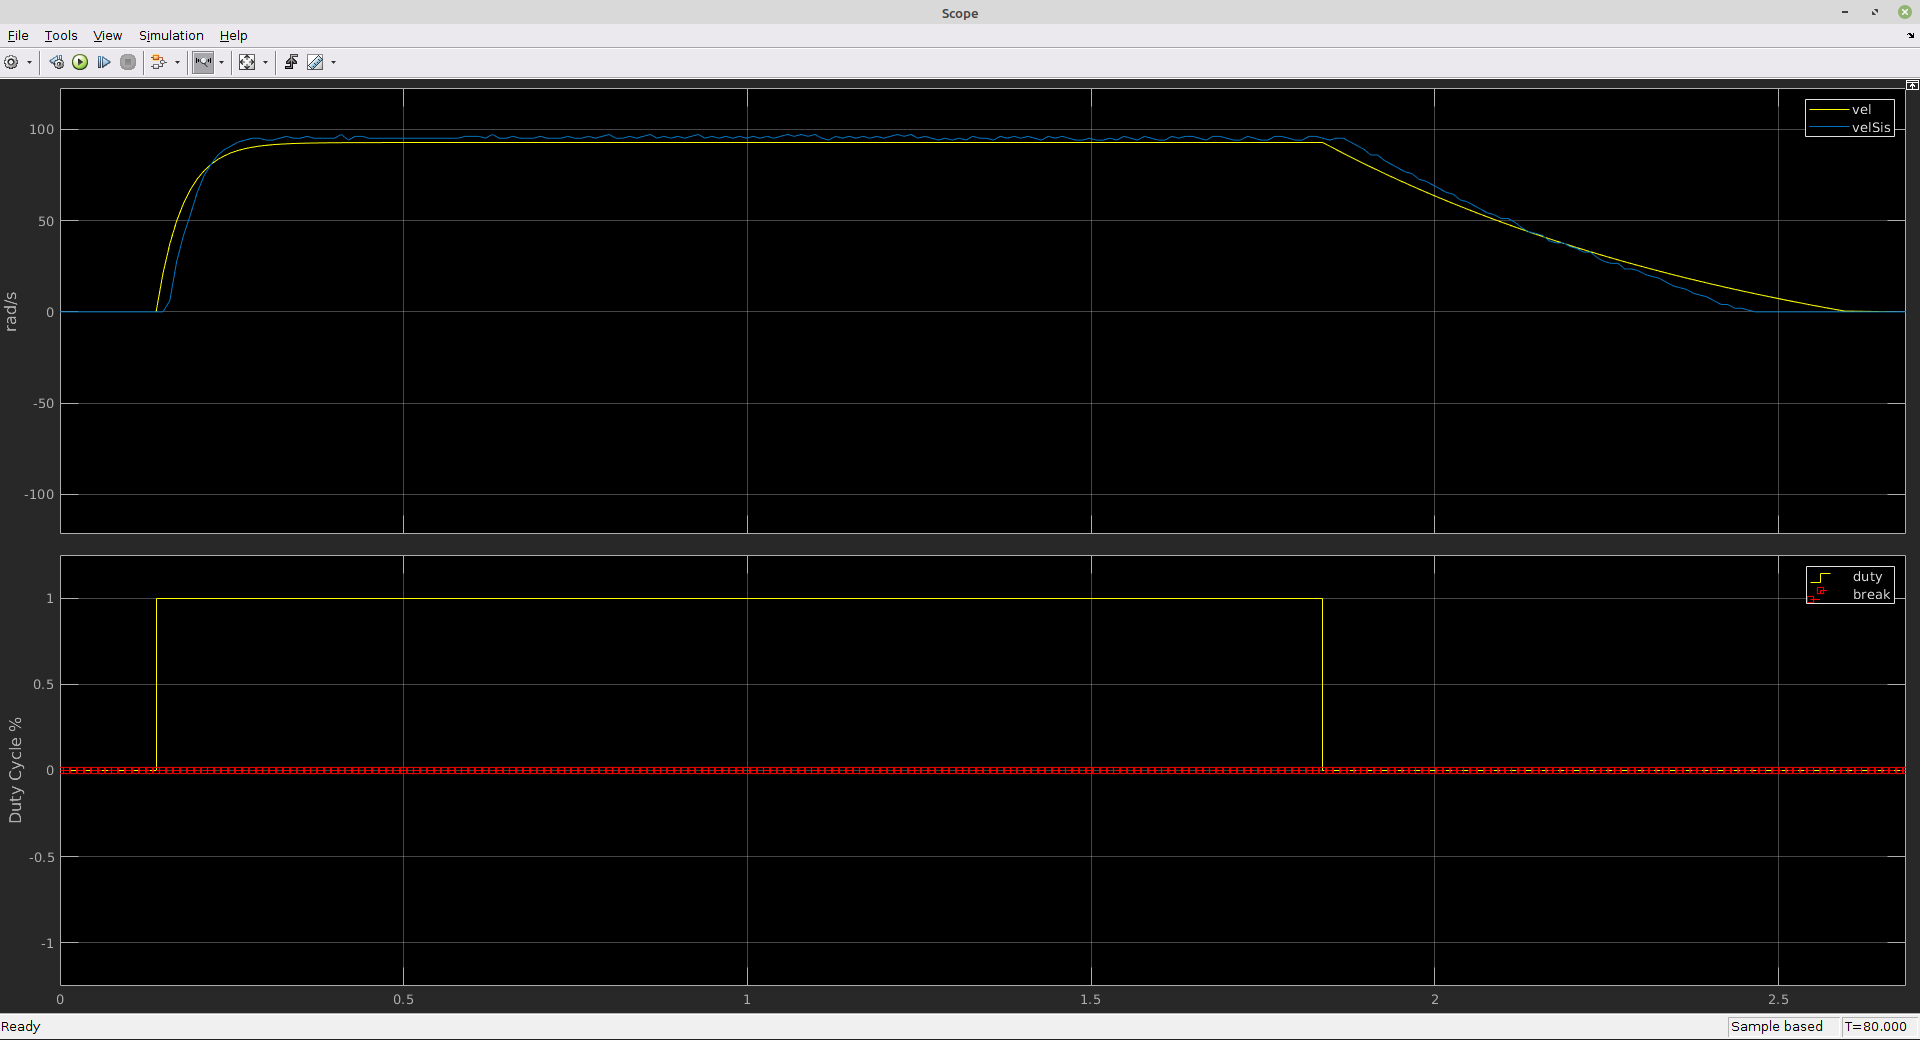 Scope
File Tools View Simulation Help
100
50
0
-50
-100
rad/s
vel
velSis
1
0.5
0
-0.5
-1
Duty Cycle %
duty
break
0 0.5 1 1.5 2 2.5
Ready
Sample based T=80.000